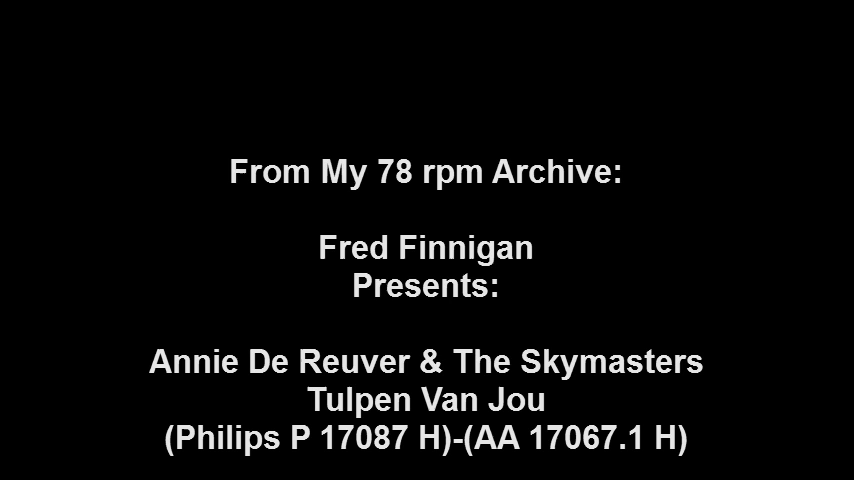 From My 78 rpm Archive:
Fred Finnigan
Presents:
Annie De Reuver & The Skymasters
Tulpen Van Jou
(Philips P 17087 H)-(AA 17067.1 H)